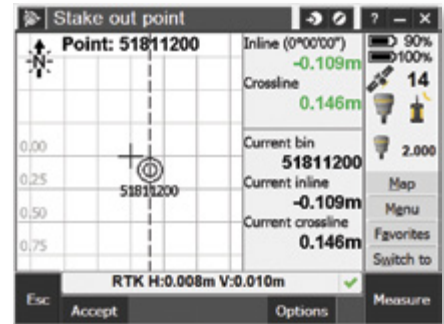 Stake out point
? – ×
Point: 51811200
N
0.00
0.25
0.50
0.75
51811200
Inline (0°00'00")
-0.109m
Crossline
0.146m
Current bin
51811200
Current inline
-0.109m
Current crossline
0.146m
90%
100%
14
2.000
Map
Menu
Favorites
Switch to
RTK H:0.008m V:0.010m
Esc
Accept
Options
Measure